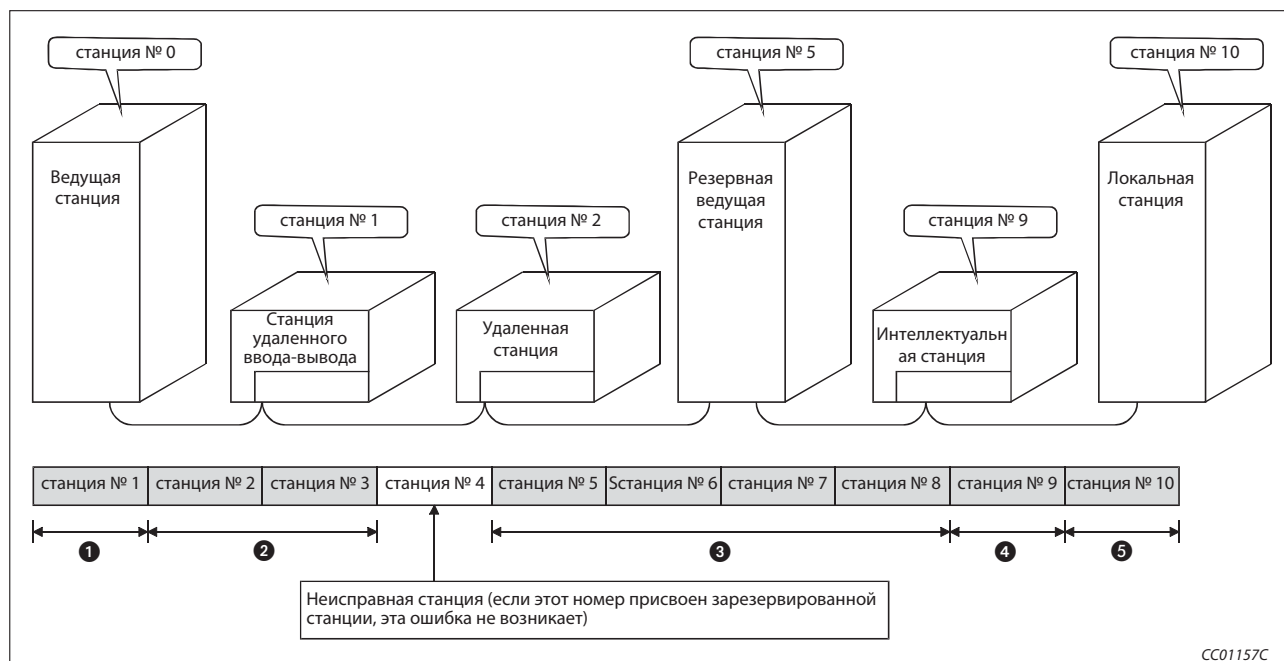 станция № 0
станция № 5
станция № 10
Ведущая
станция
Резервная
ведущая
станция
Локальная
станция
станция № 1
станция № 2
станция № 9
Станция
удаленного
ввода-вывода
Удаленная
станция
Интеллектуальн
ая станция
станция № 1 станция № 2 станция № 3 станция № 4 станция № 5 Sстанция № 6 станция № 7 станция № 8 станция № 9 станция № 10
❶ ❷ ❸ ❹ ❺
Неисправная станция (если этот номер присвоен зарезервированной
станции, эта ошибка не возникает)
CC01157C